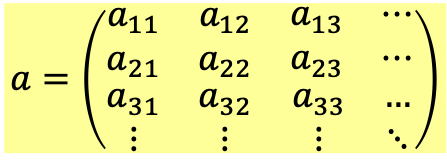 a₁₁ a₁₂ a₁₃ ⋯
a = ( a₂₁ a₂₂ a₂₃ ⋯ )
a₃₁ a₃₂ a₃₃ ...
⋮ ⋮ ⋮ ⋱